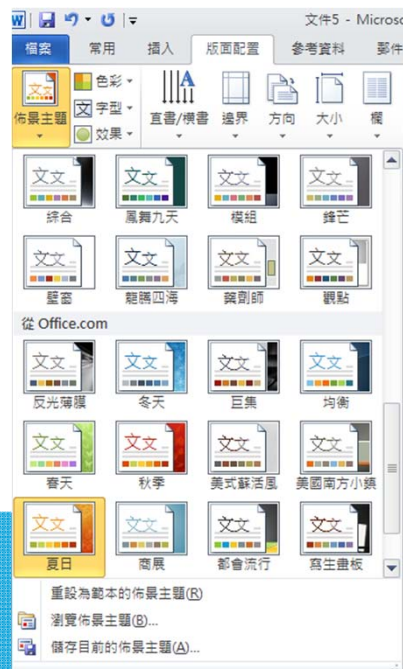 文件5 - Microso
檔案 常用 插入 版面配置 參考資料 郵件
佈景主題 色彩 字型 效果 直書/橫書 邊界 方向 大小 欄
綜合 鳳舞九天 模組 鋒芒
壁窗 龍騰四海 藥劑師 觀點
從 Office.com
反光薄膜 冬天 巨集 均衡
春天 秋季 美式蘇活風 美國南方小鎮
夏日 商展 都會流行 寫生畫板
重設為範本的佈景主題(R)
瀏覽佈景主題(B)...
儲存目前的佈景主題(A)...